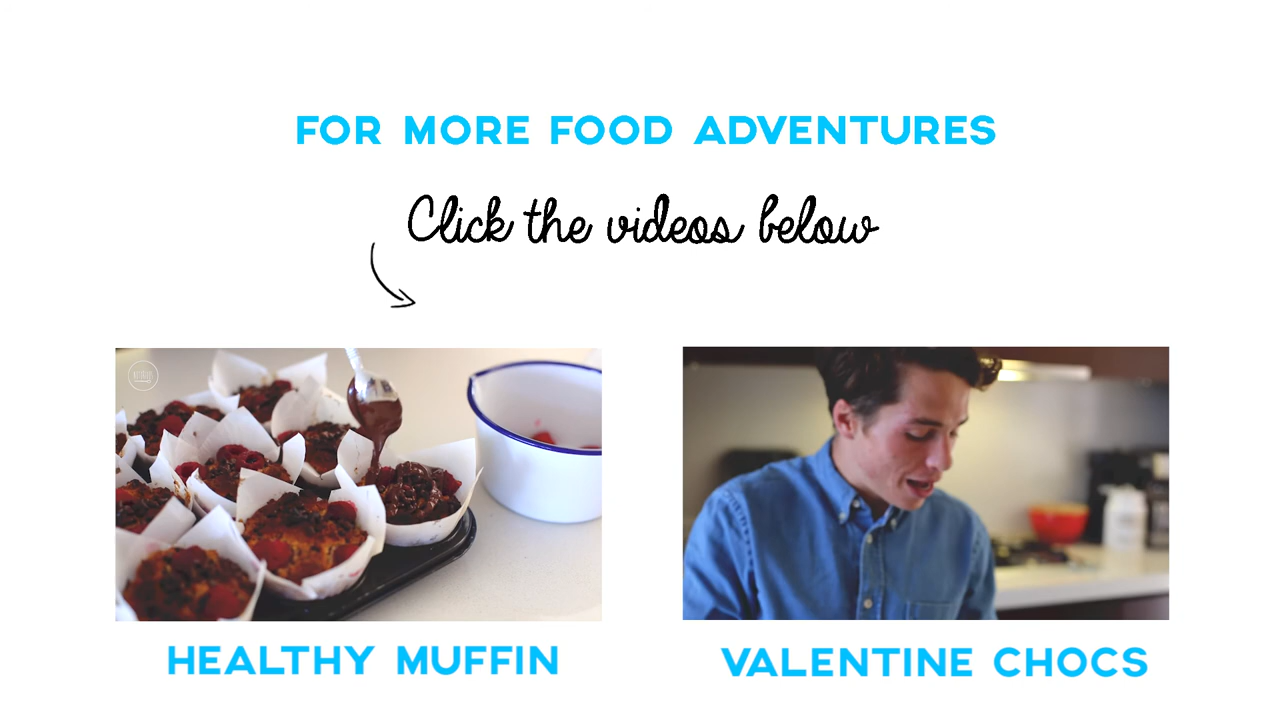 FOR MORE FOOD ADVENTURES
Click the videos below
HEALTHY MUFFIN
VALENTINE CHOCS